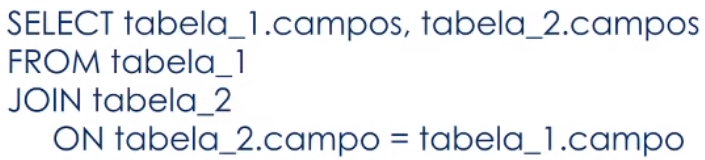 SELECT tabela_1.campos, tabela_2.campos
FROM tabela_1
JOIN tabela_2
ON tabela_2.campo = tabela_1.campo